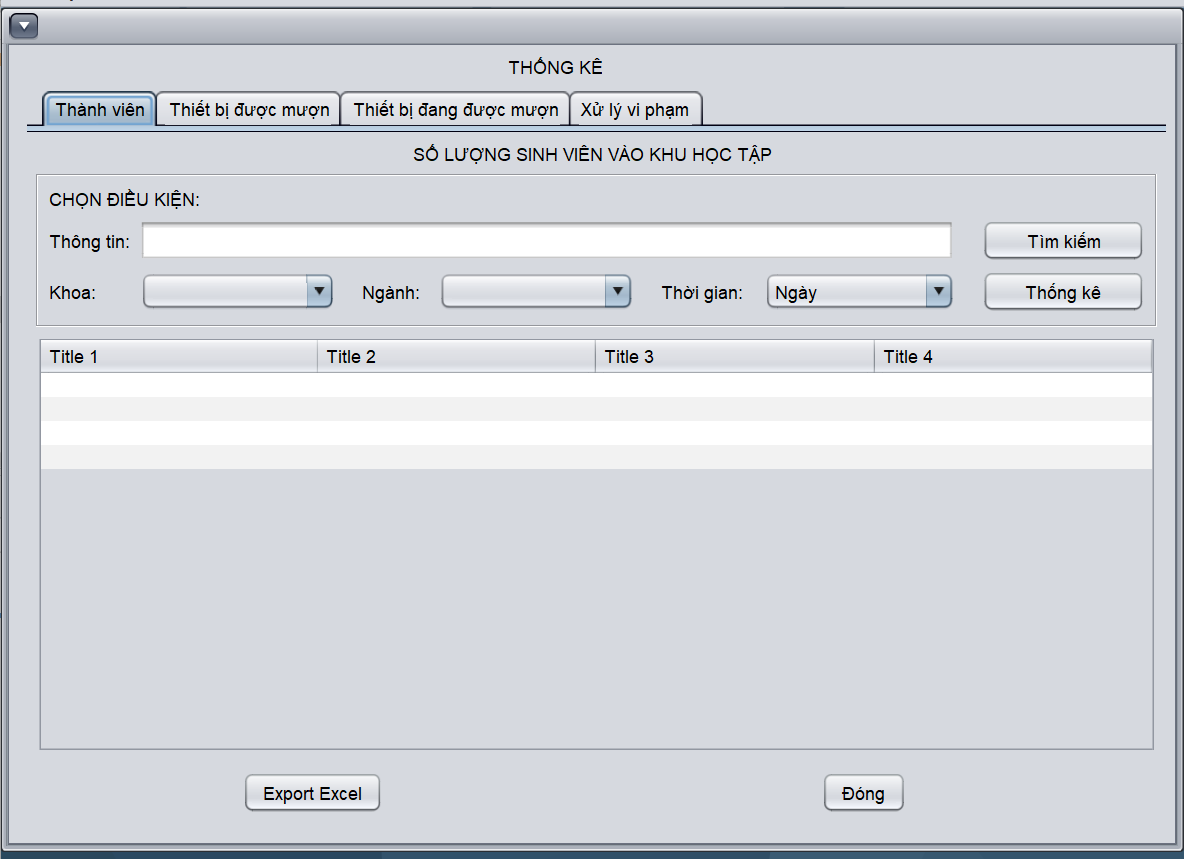 THỐNG KÊ
Thành viên Thiết bị được mượn Thiết bị đang được mượn Xử lý vi phạm
SỐ LƯỢNG SINH VIÊN VÀO KHU HỌC TẬP
CHỌN ĐIỀU KIỆN:
Thông tin: Tìm kiếm
Khoa: Ngành: Thời gian: Ngày Thống kê
Title 1 Title 2 Title 3 Title 4
Export Excel Đóng